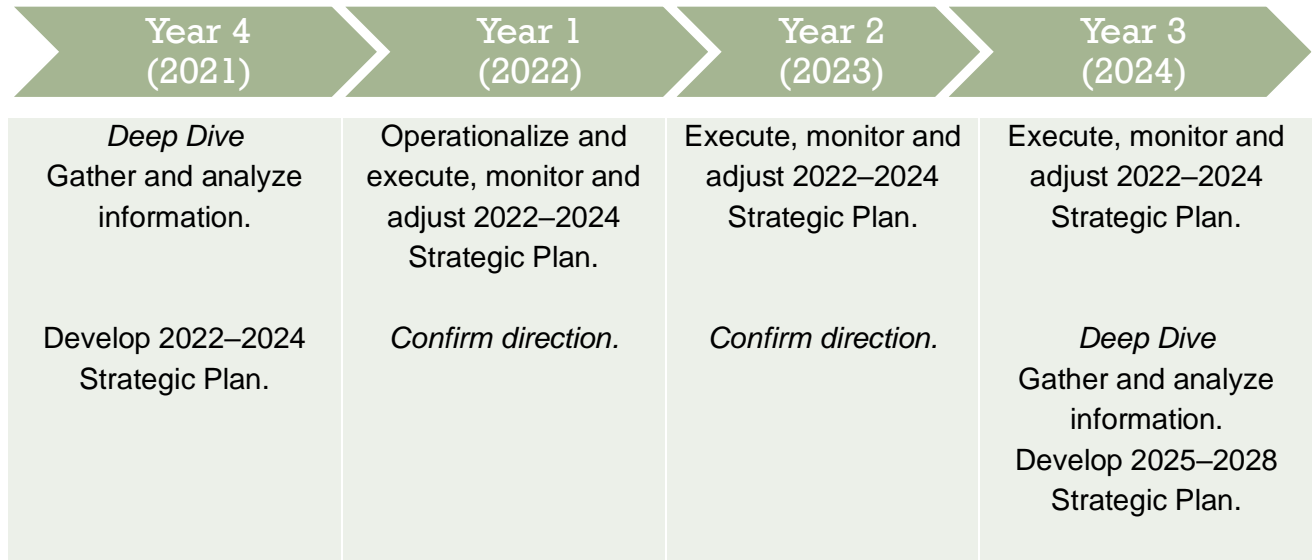 Year 4
(2021)
Year 1
(2022)
Year 2
(2023)
Year 3
(2024)
Deep Dive
Gather and analyze
information.
Develop 2022–2024
Strategic Plan.
Operationalize and
execute, monitor and
adjust 2022–2024
Strategic Plan.
Confirm direction.
Execute, monitor and
adjust 2022–2024
Strategic Plan.
Confirm direction.
Execute, monitor and
adjust 2022–2024
Strategic Plan.
Deep Dive
Gather and analyze
information.
Develop 2025–2028
Strategic Plan.